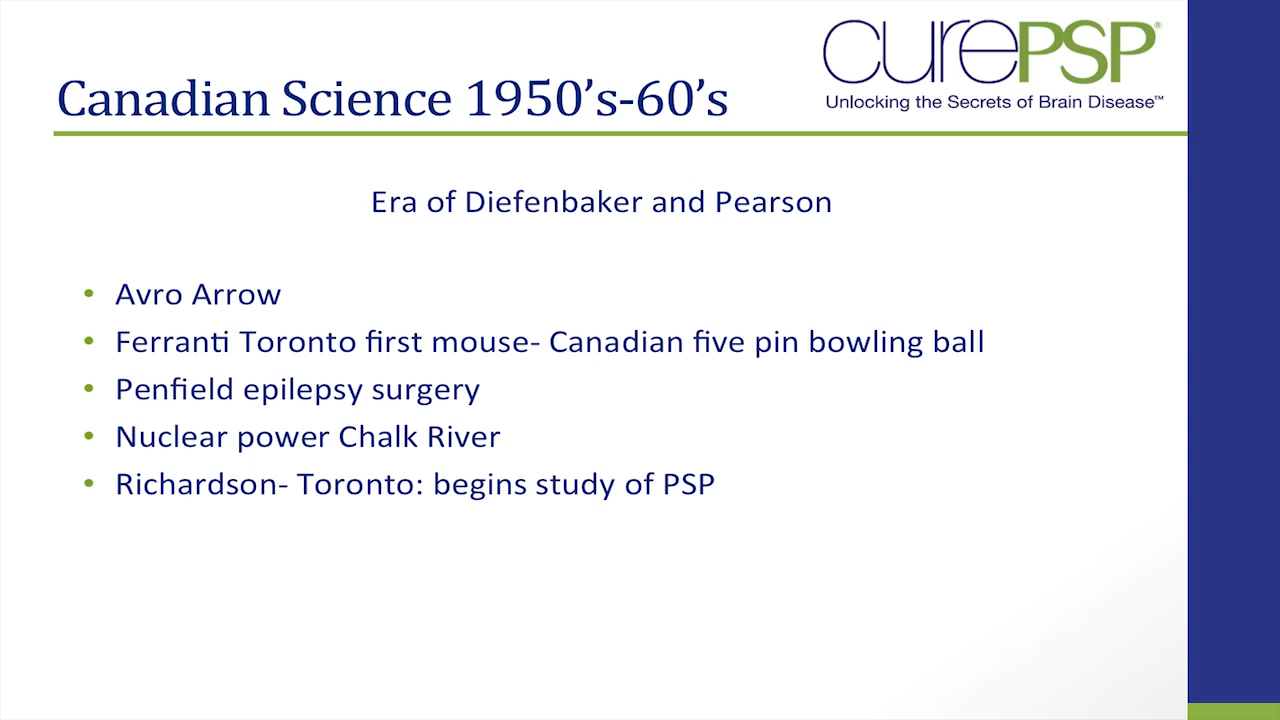 curePSP®
Unlocking the Secrets of Brain Disease™
Canadian Science 1950’s-60’s
Era of Diefenbaker and Pearson
• Avro Arrow
• Ferranti Toronto first mouse- Canadian five pin bowling ball
• Penfield epilepsy surgery
• Nuclear power Chalk River
• Richardson- Toronto: begins study of PSP